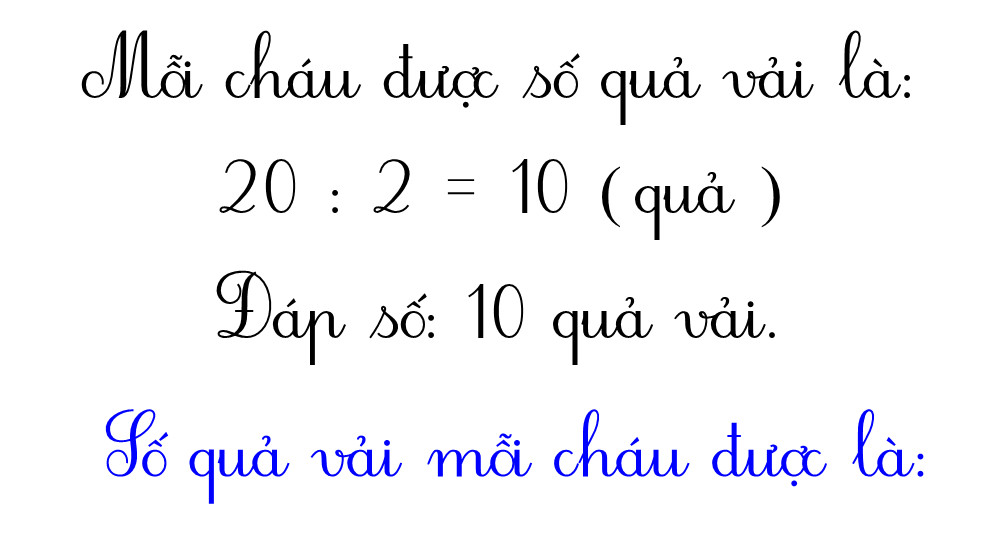 Mỗi cháu được số quả vải là:
20 : 2 = 10 ( quả )
Đáp số: 10 quả vải.
Số quả vải mỗi cháu được là: